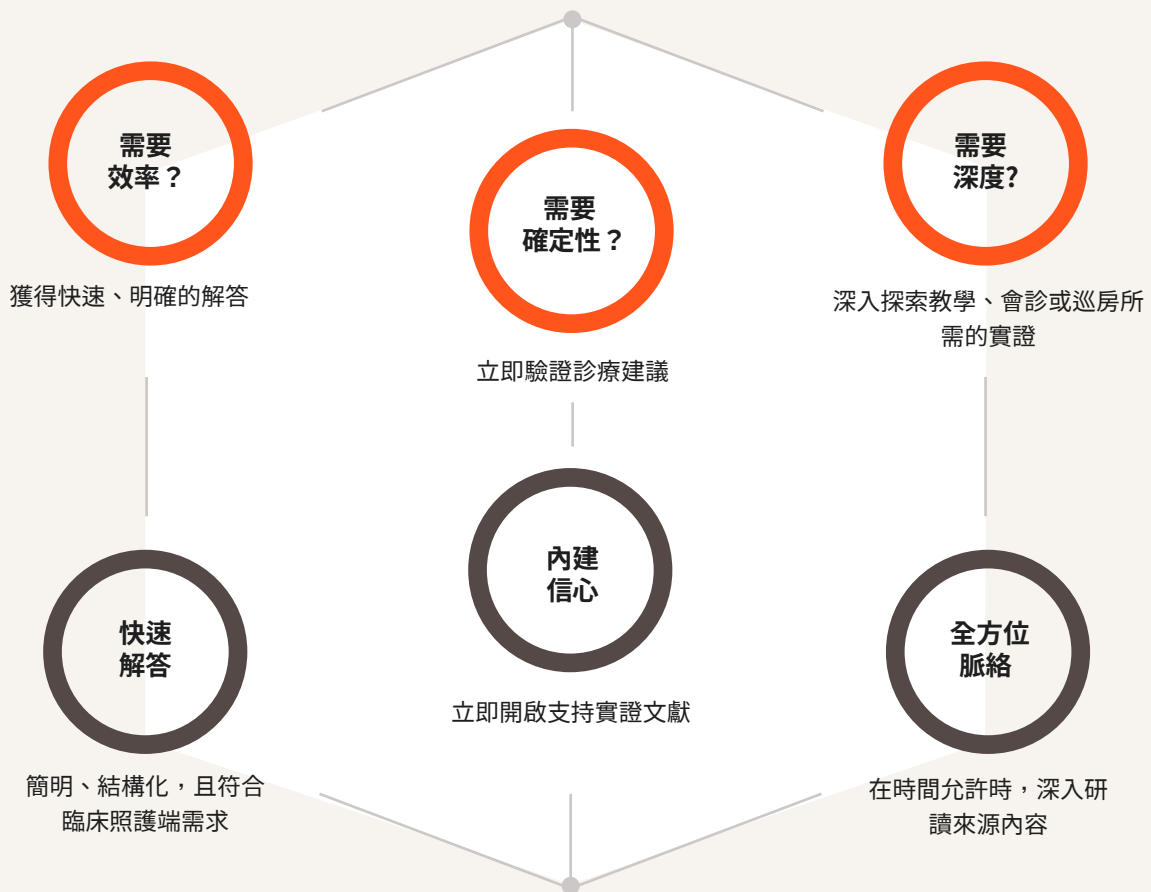 需要
效率？
獲得快速、明確的解答
需要
確定性？
立即驗證診療建議
需要
深度?
深入探索教學、會診或巡房所
需的實證
快速
解答
簡明、結構化，且符合
臨床照護端需求
內建
信心
立即開啟支持實證文獻
全方位
脈絡
在時間允許時，深入研
讀來源內容